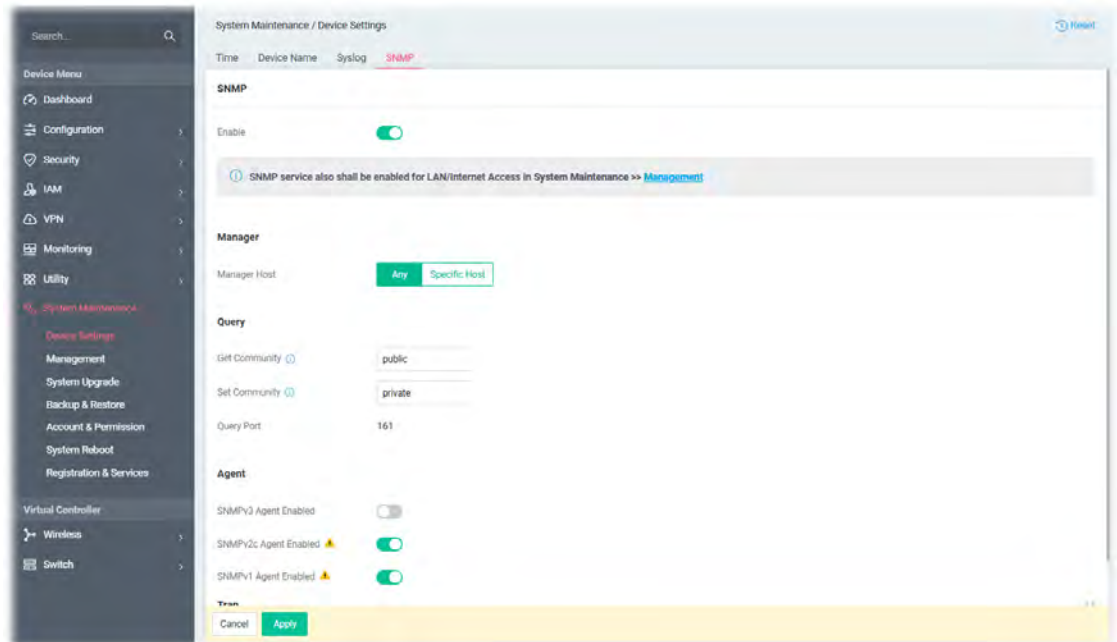 Search...
Device Menu
Dashboard
Configuration
Security
IAM
VPN
Monitoring
Utility
System Maintenance
Device Settings
Management
System Upgrade
Backup & Restore
Account & Permission
System Reboot
Registration & Services
Virtual Controller
Wireless
Switch
System Maintenance / Device Settings
Reset
Time Device Name Syslog SNMP
SNMP
Enable
SNMP service also shall be enabled for LAN/Internet Access in System Maintenance >> Management
Manager
Manager Host Any Specific Host
Query
Get Community public
Set Community private
Query Port 161
Agent
SNMPv3 Agent Enabled
SNMPv2c Agent Enabled
SNMPv1 Agent Enabled
Trap
Cancel Apply